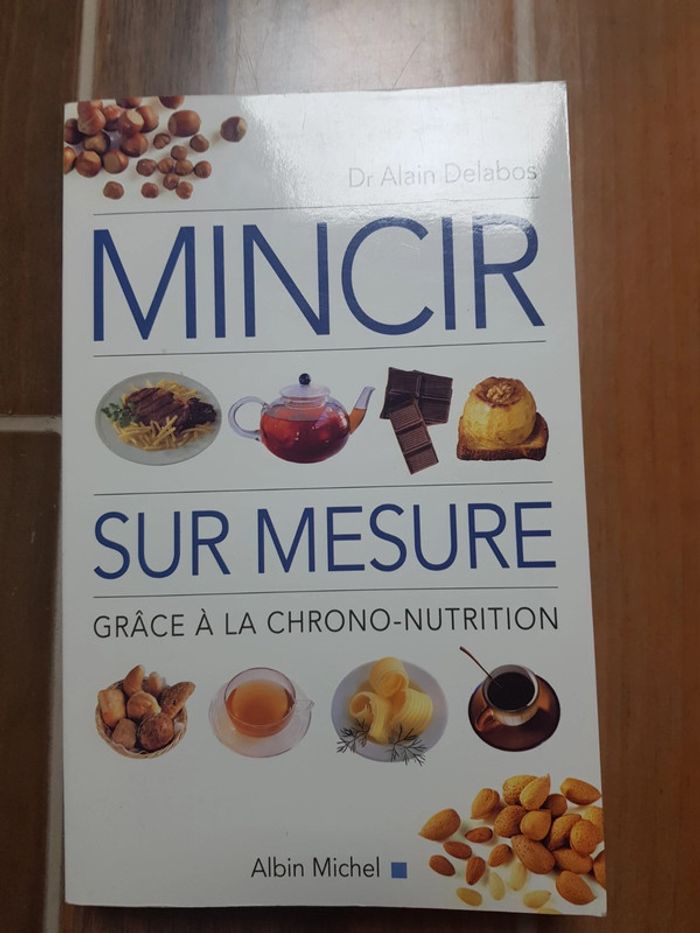 Dr Alain Delabos
MINCIR
SUR MESURE
GRÂCE À LA CHRONO-NUTRITION
Albin Michel